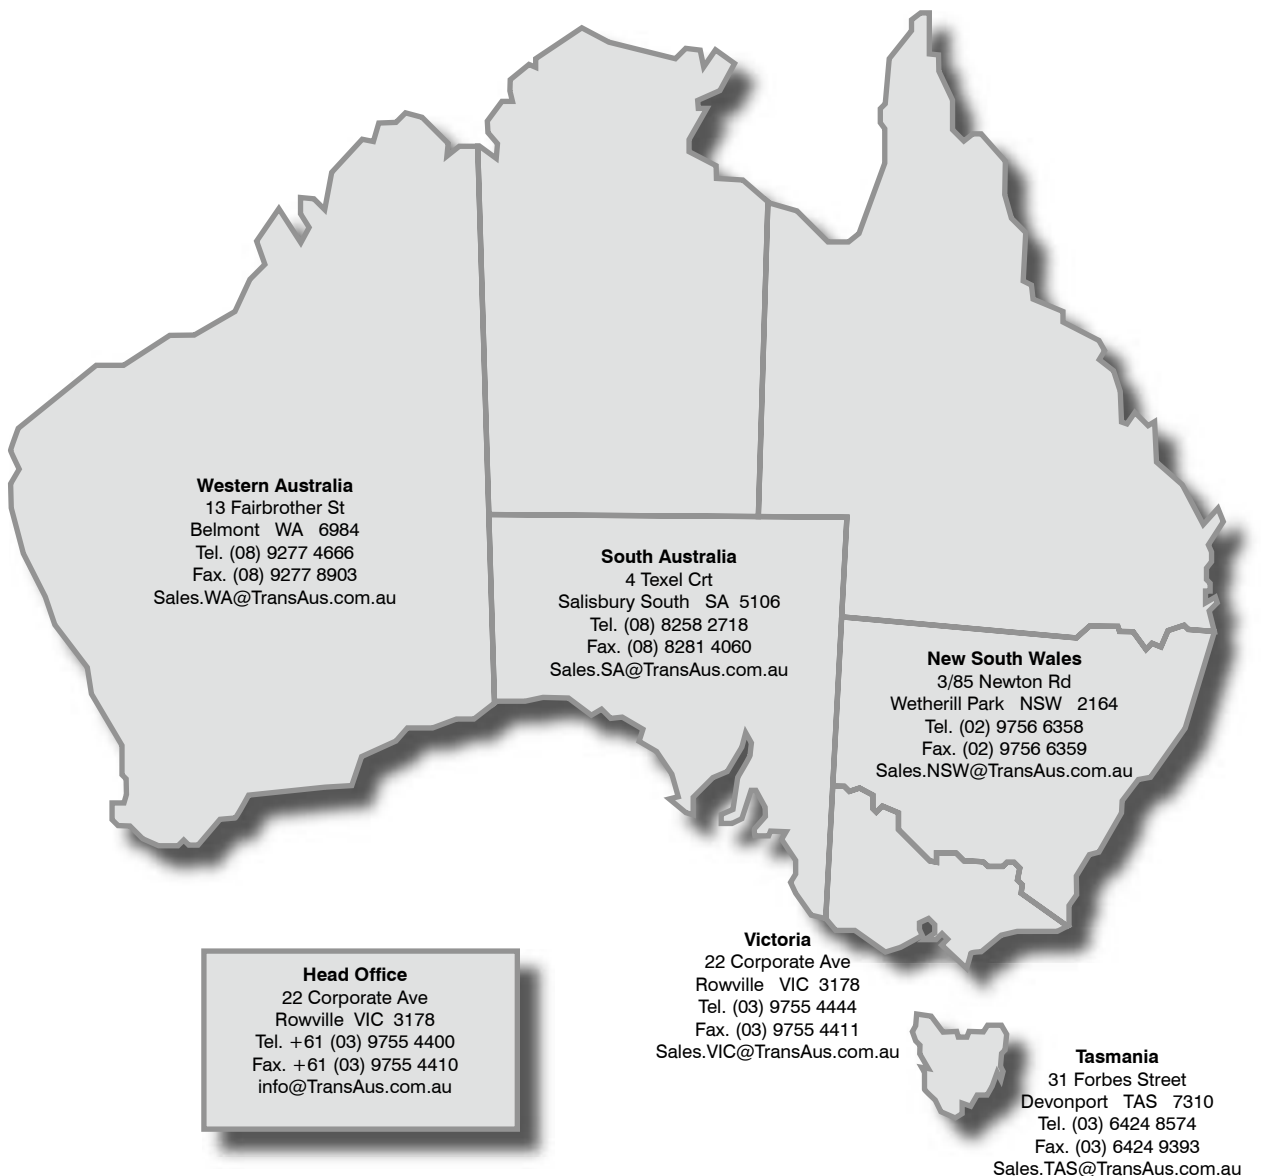 Western Australia
13 Fairbrother St
Belmont WA 6984
Tel. (08) 9277 4666
Fax. (08) 9277 8903
Sales.WA@TransAus.com.au
South Australia
4 Texel Crt
Salisbury South SA 5106
Tel. (08) 8258 2718
Fax. (08) 8281 4060
Sales.SA@TransAus.com.au
New South Wales
3/85 Newton Rd
Wetherill Park NSW 2164
Tel. (02) 9756 6358
Fax. (02) 9756 6359
Sales.NSW@TransAus.com.au
Victoria
22 Corporate Ave
Rowville VIC 3178
Tel. (03) 9755 4444
Fax. (03) 9755 4411
Sales.VIC@TransAus.com.au
Head Office
22 Corporate Ave
Rowville VIC 3178
Tel. +61 (03) 9755 4400
Fax. +61 (03) 9755 4410
info@TransAus.com.au
Tasmania
31 Forbes Street
Devonport TAS 7310
Tel. (03) 6424 8574
Fax. (03) 6424 9393
Sales.TAS@TransAus.com.au